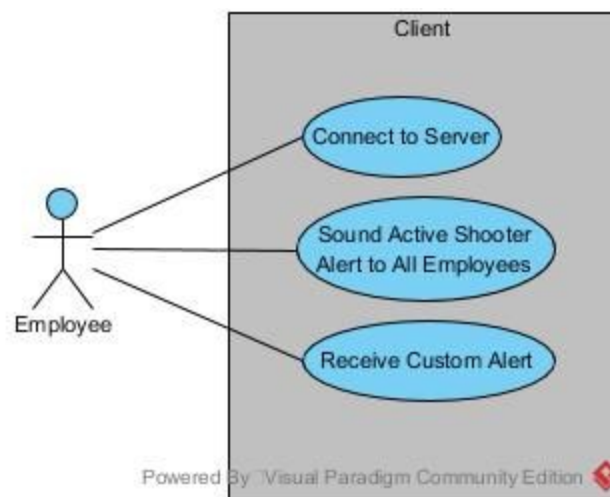 Client
Connect to Server
Sound Active Shooter
Alert to All Employees
Employee
Receive Custom Alert
Powered By Visual Paradigm Community Edition